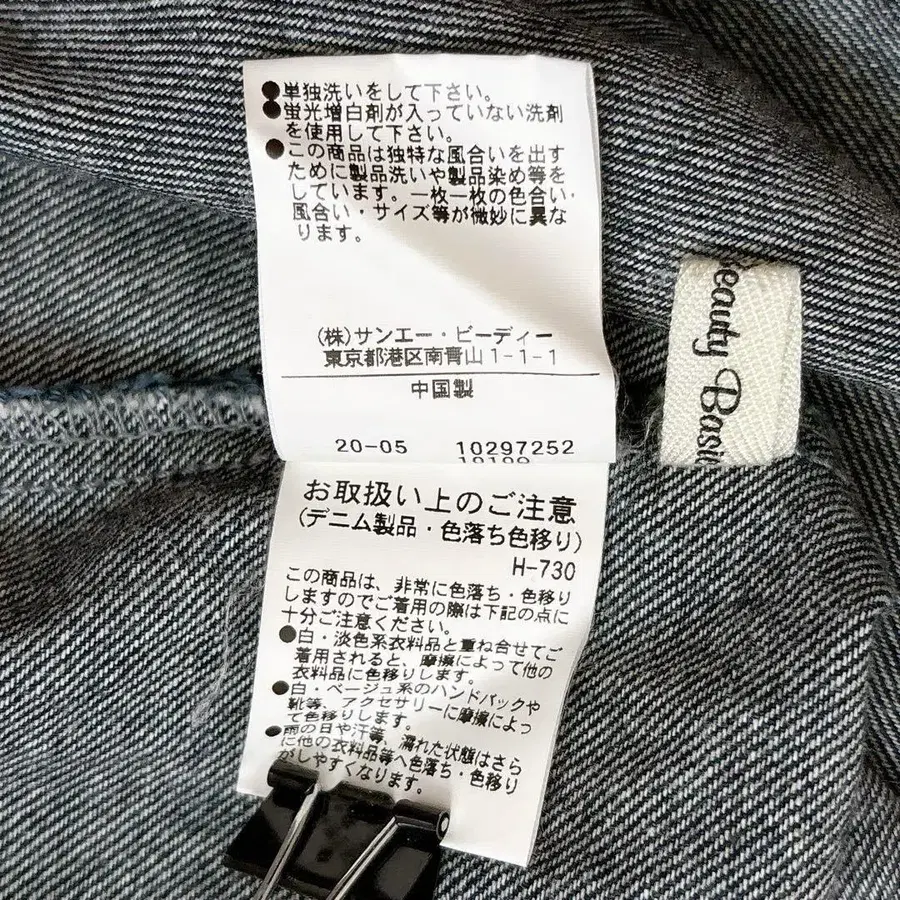 ●単独洗いをして下さい。
●蛍光増白剤が入っていない洗剤
を使用して下さい。
●この商品は独特な風合いを出す
ために製品洗いや製品染め等を
しています。一枚一枚の色合い・
風合い・サイズ等が微妙に異な
ります。
(株)サンエー・ビーディー
東京都港区南青山1-1-1
中国製
20-05 10297252
お取扱い上のご注意
(デニム製品・色落ち色移り)
H-730
この商品は、非常に色落ち・色移り
しますのでご着用の際は下記の点に
十分ご注意ください。
●白・淡色系衣料品と重ね合せてご
着用されると、摩擦によって他の
衣料品に色移りします。
●白・ベージュ系のハンドバックや
靴等、アクセサリーに摩擦によっ
て色移りします。
●雨の日や汗等、濡れた状態はさら
に他の衣料品等へ色落ち・色移り
がしやすくなります。
Beauty Basic